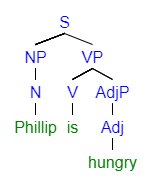 S
NP VP
N V AdjP
Phillip is Adj
hungry